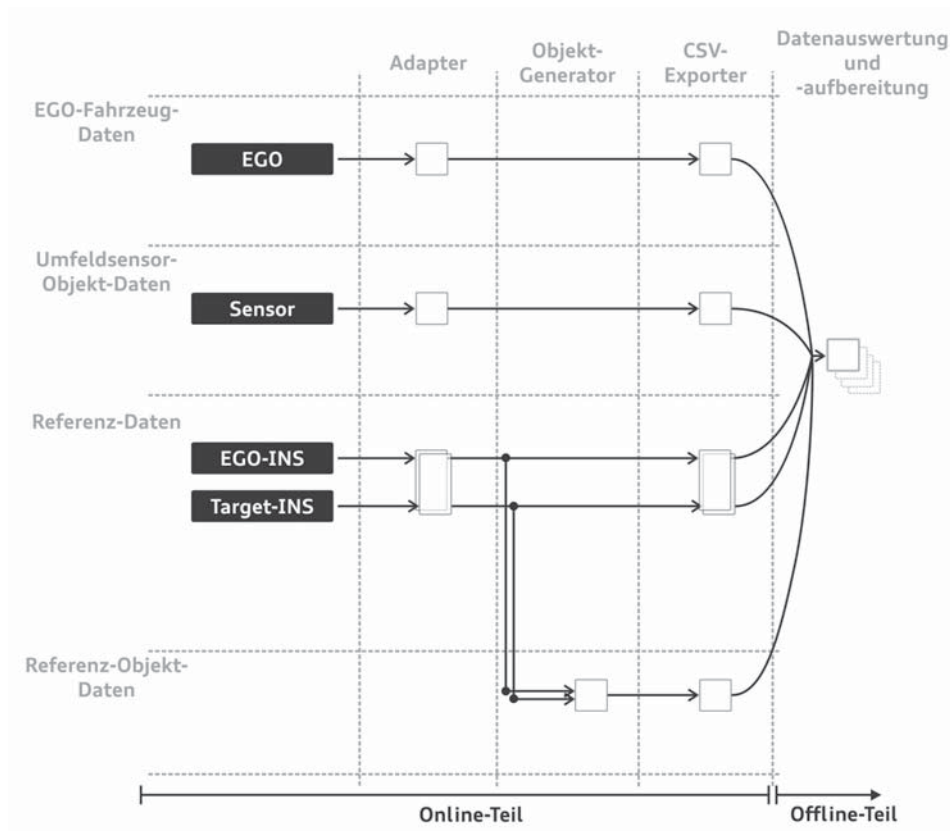 Adapter
Objekt-
Generator
CSV-
Exporter
Datenauswertung
und
-aufbereitung
EGO-Fahrzeug-
Daten
EGO
Umfeldsensor-
Objekt-Daten
Sensor
Referenz-Daten
EGO-INS
Target-INS
Referenz-Objekt-
Daten
Online-Teil
Offline-Teil